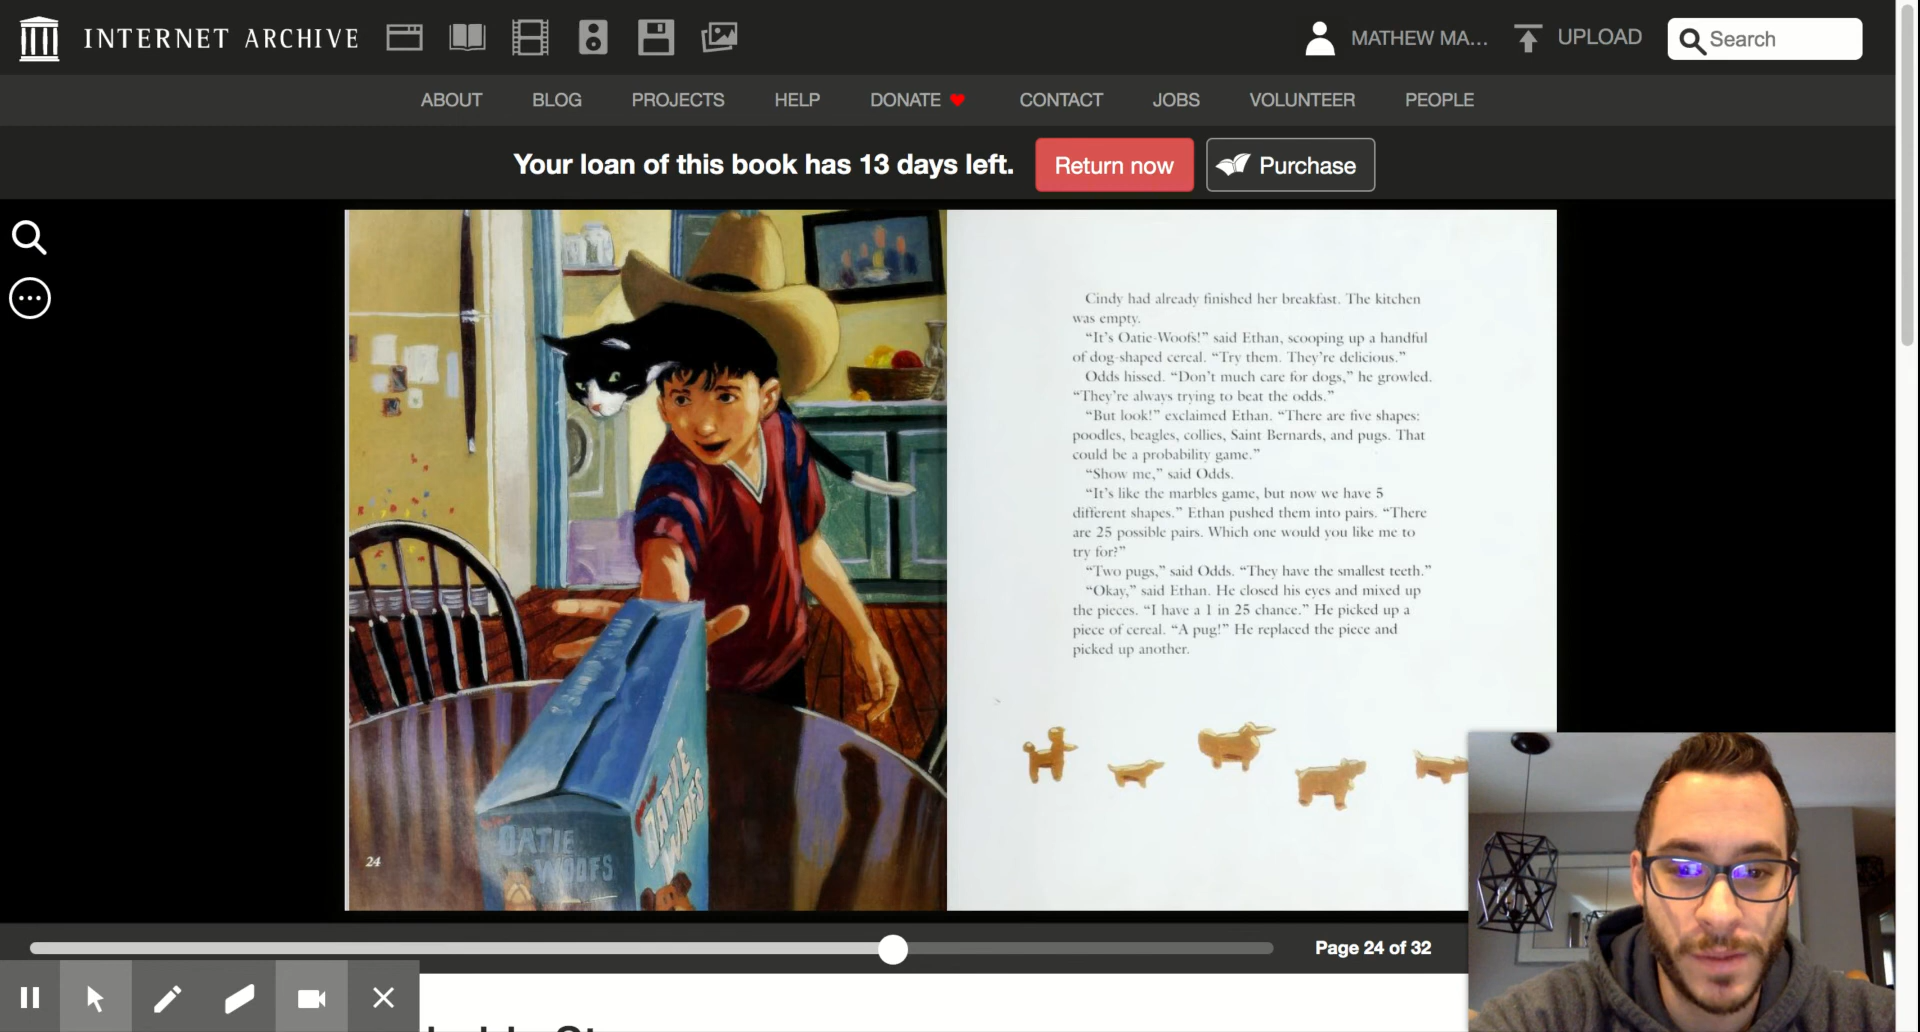 INTERNET ARCHIVE
MATHEW MA...
UPLOAD
Search
ABOUT BLOG PROJECTS HELP DONATE CONTACT JOBS VOLUNTEER PEOPLE
Your loan of this book has 13 days left.
Return now
Purchase
Cindy had already finished her breakfast. The kitchen
was empty.
“It’s Oatie-Woofs!” said Ethan, scooping up a handful
of dog-shaped cereal. “Try them. They’re delicious.”
Odds hissed. “Don’t much care for dogs,” he growled.
“They’re always trying to beat the odds.”
“But look!” exclaimed Ethan. “There are five shapes:
poodles, beagles, collies, Saint Bernards, and pugs. That
could be a probability game.”
“Show me,” said Odds.
“It’s like the marbles game, but now we have 5
different shapes.” Ethan pushed them into pairs. “There
are 25 possible pairs. Which one would you like me to
try for?”
“Two pugs,” said Odds. “They have the smallest teeth.”
“Okay,” said Ethan. He closed his eyes and mixed up
the pieces. “I have a 1 in 25 chance.” He picked up a
piece of cereal. “A pug!” He replaced the piece and
picked up another.
OATIE
WOOFS
OATIE
WOOFS
24
Page 24 of 32